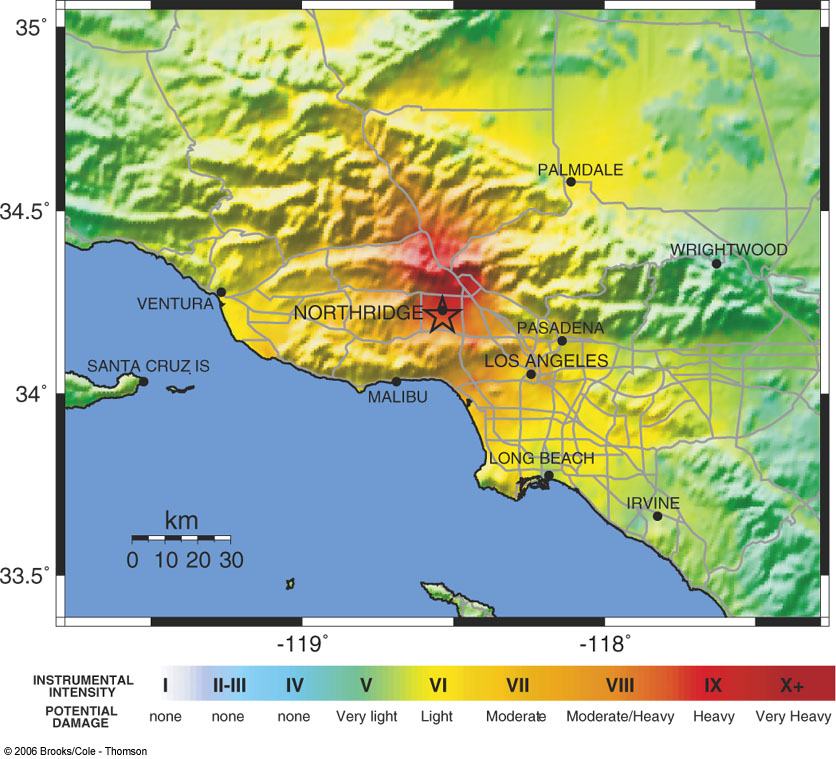 35°
34.5°
34°
33.5°
PALMDALE
WRIGHTWOOD
VENTURA
NORTHRIDGE
PASADENA
SANTA CRUZ IS
LOS ANGELES
MALIBU
LONG BEACH
IRVINE
km
0 10 20 30
-119° -118°
INSTRUMENTAL INTENSITY I II-III IV V VI VII VIII IX X+
POTENTIAL DAMAGE none none none Very light Light Moderate Moderate/Heavy Heavy Very Heavy
© 2006 Brooks/Cole - Thomson